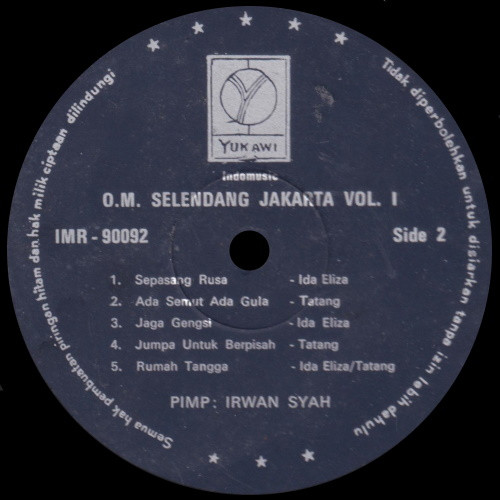 Semua hak pembuatan piringan hitam dan hak milik ciptaan dilindungi
Tidak diperbolehkan untuk disiarkan tanpa izin lebih dahulu
YUKAWI
Indomusic
O.M. SELENDANG JAKARTA VOL. I
IMR - 90092 Side 2
1. Sepasang Rusa - Ida Eliza
2. Ada Semut Ada Gula - Tatang
3. Jaga Gengsi - Ida Eliza
4. Jumpa Untuk Berpisah - Tatang
5. Rumah Tangga - Ida Eliza/Tatang
PIMP: IRWAN SYAH